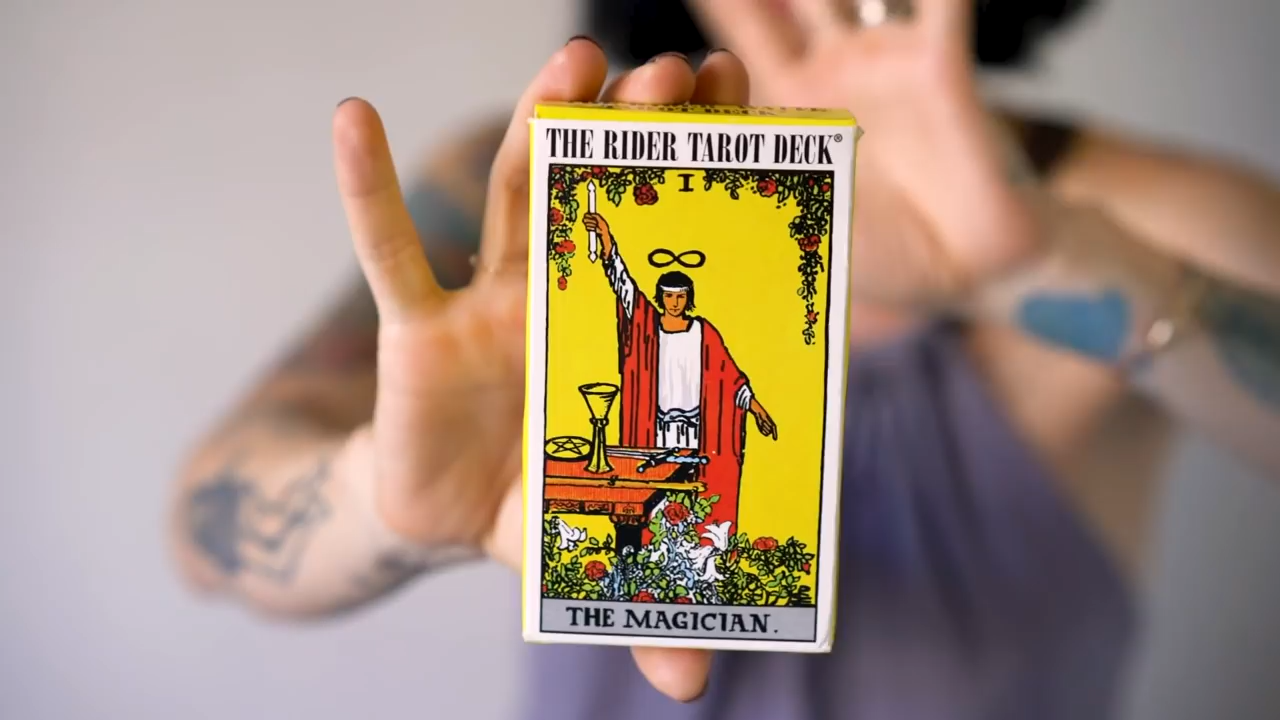 THE RIDER TAROT DECK®
I
THE MAGICIAN.